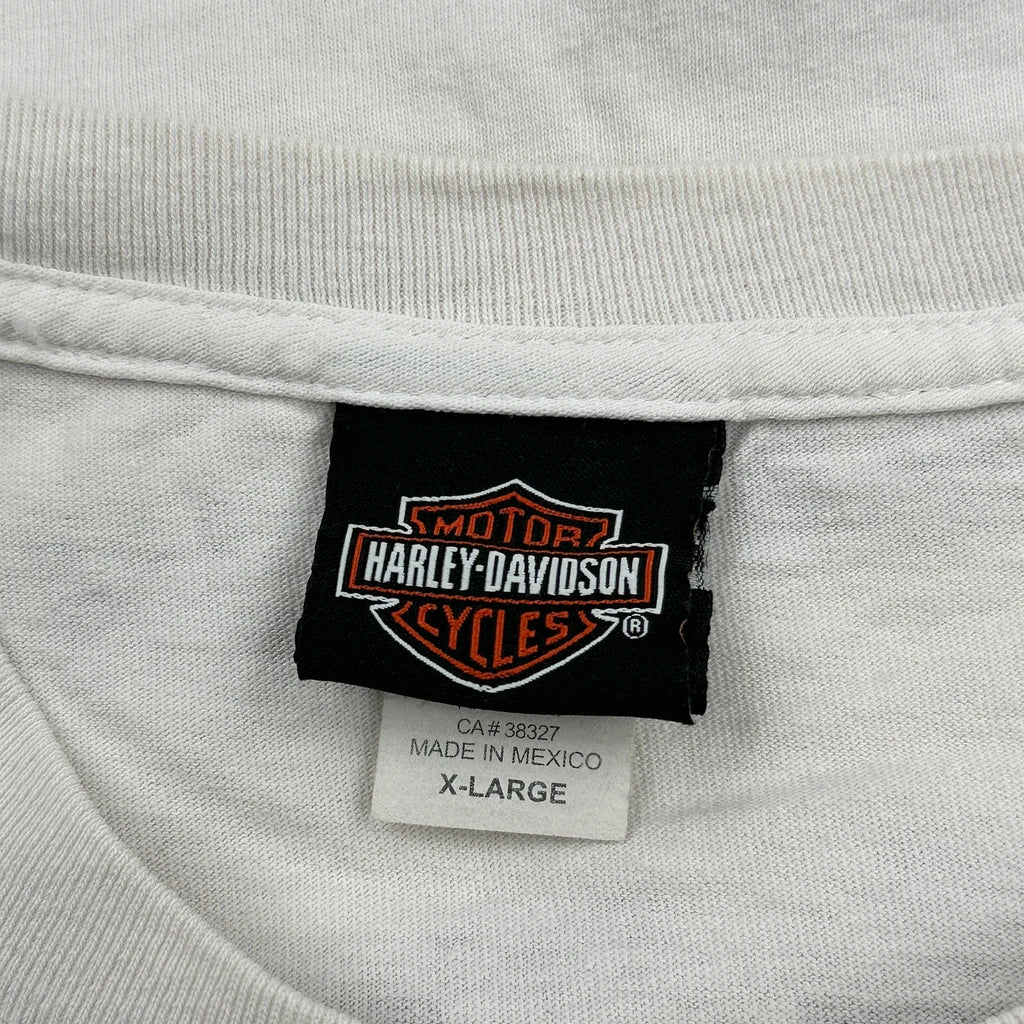 MOTOR
HARLEY-DAVIDSON
CYCLES
®
CA# 38327
MADE IN MEXICO
X-LARGE